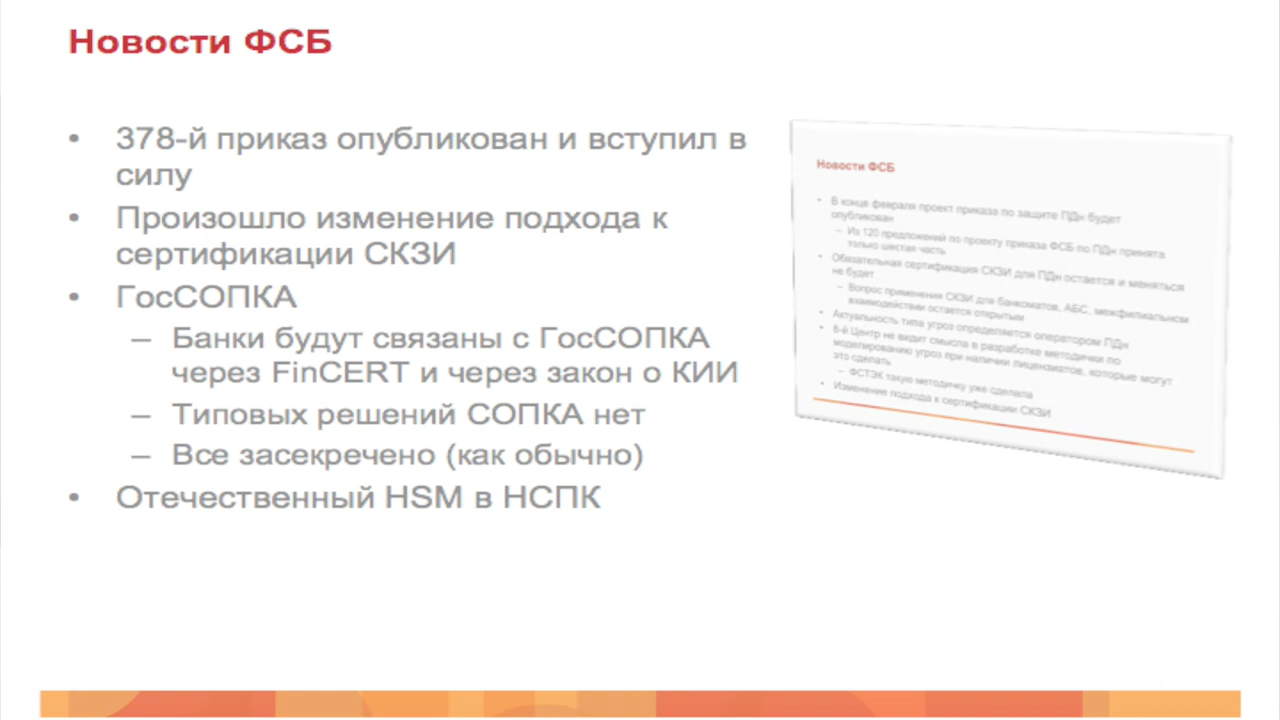 Новости ФСБ
• 378-й приказ опубликован и вступил в
силу
• Произошло изменение подхода к
сертификации СКЗИ
• ГосСОПКА
– Банки будут связаны с ГосСОПКА
через FinCERT и через закон о КИИ
– Типовых решений СОПКА нет
– Все засекречено (как обычно)
• Отечественный HSM в НСПК
Новости ФСБ
• В конце февраля проект приказа по защите ПДн будет
опубликован
– Из 120 предложений по проекту приказа ФСБ по ПДн принята
только шестая часть
• Обязательная сертификация СКЗИ для ПДн остается и меняться
не будет
– Вопрос применения СКЗИ для банкоматов, АБС, межфилиальном
взаимодействии остается открытым
• Актуальность типа угроз определяется оператором ПДн
• 8-й Центр не видит смысла в разработке методички по
моделированию угроз при наличии лицензиатов, которые могут
это сделать
– ФСТЭК такую методичку уже сделала
• Изменение подхода к сертификации СКЗИ